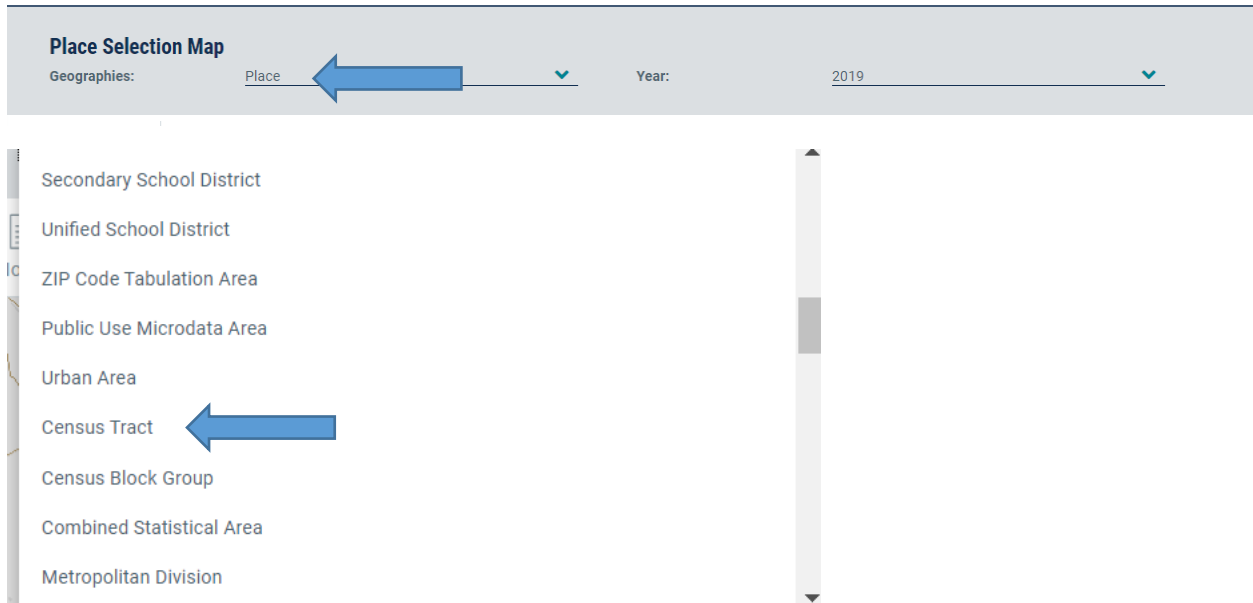 Place Selection Map
Geographies: Place Year: 2019
Secondary School District
Unified School District
ZIP Code Tabulation Area
Public Use Microdata Area
Urban Area
Census Tract
Census Block Group
Combined Statistical Area
Metropolitan Division